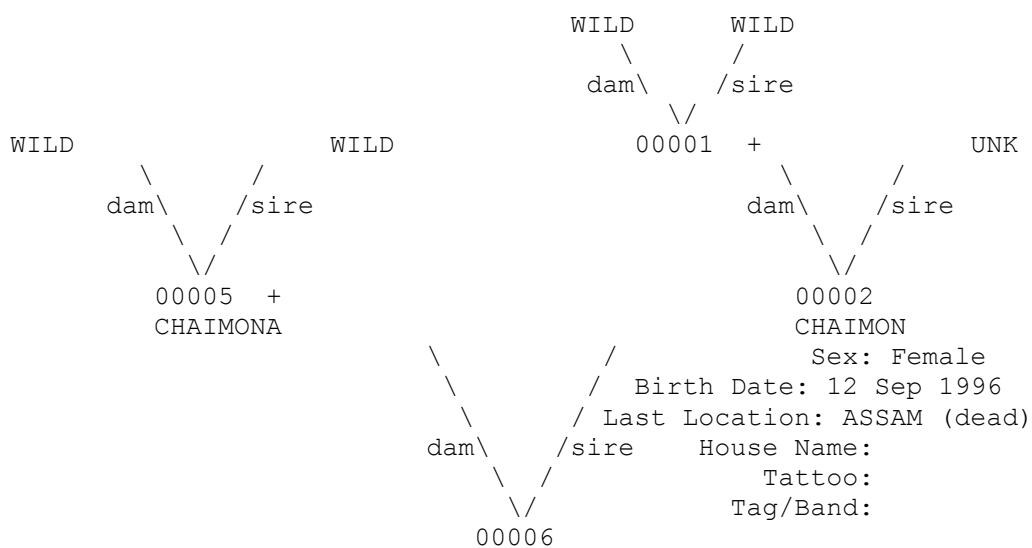 WILD WILD
\ /
dam\ /sire
\/
WILD WILD 00001 + UNK
\ / \ /
dam\ /sire dam\ /sire
\ / \ /
\/ \/
00005 + 00002
CHAIMONA CHAIMON
\ / Sex: Female
\ / Birth Date: 12 Sep 1996
\ / Last Location: ASSAM (dead)
dam\ /sire House Name:
\ / Tattoo:
\/ Tag/Band:
00006